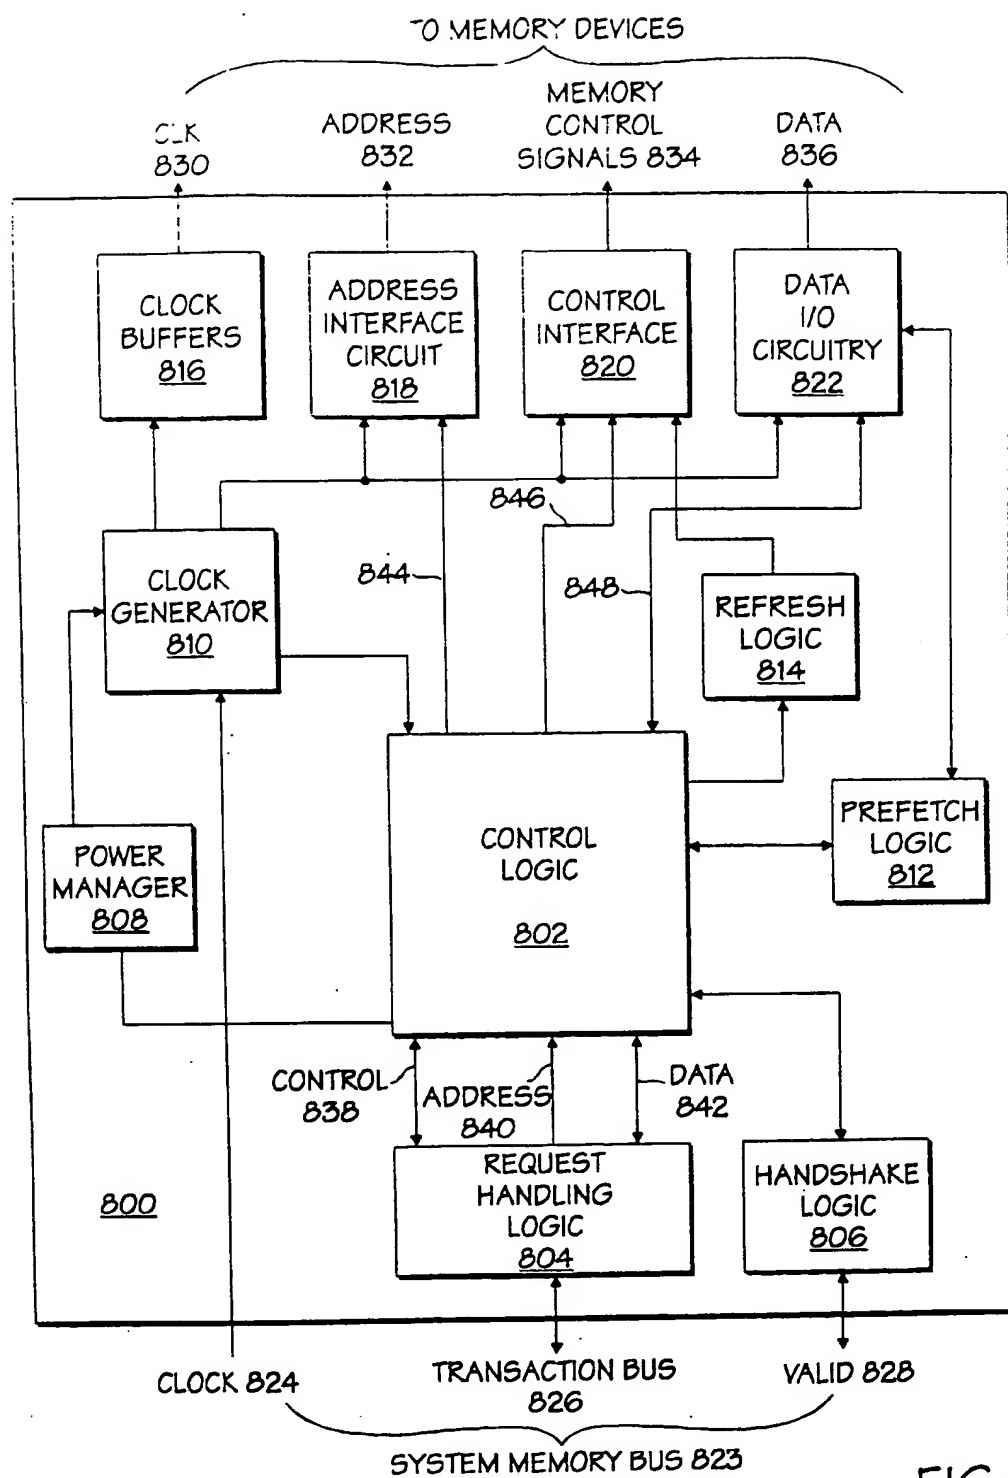 TO MEMORY DEVICES
CLK
830
ADDRESS
832
MEMORY
CONTROL
SIGNALS 834
DATA
836
CLOCK
BUFFERS
816
ADDRESS
INTERFACE
CIRCUIT
818
CONTROL
INTERFACE
820
DATA
I/O
CIRCUITRY
822
846
844
848
CLOCK
GENERATOR
810
REFRESH
LOGIC
814
CONTROL
LOGIC
802
PREFETCH
LOGIC
812
POWER
MANAGER
808
CONTROL
838
ADDRESS
840
DATA
842
800
REQUEST
HANDLING
LOGIC
804
HANDSHAKE
LOGIC
806
CLOCK 824
TRANSACTION BUS
826
VALID 828
SYSTEM MEMORY BUS 823